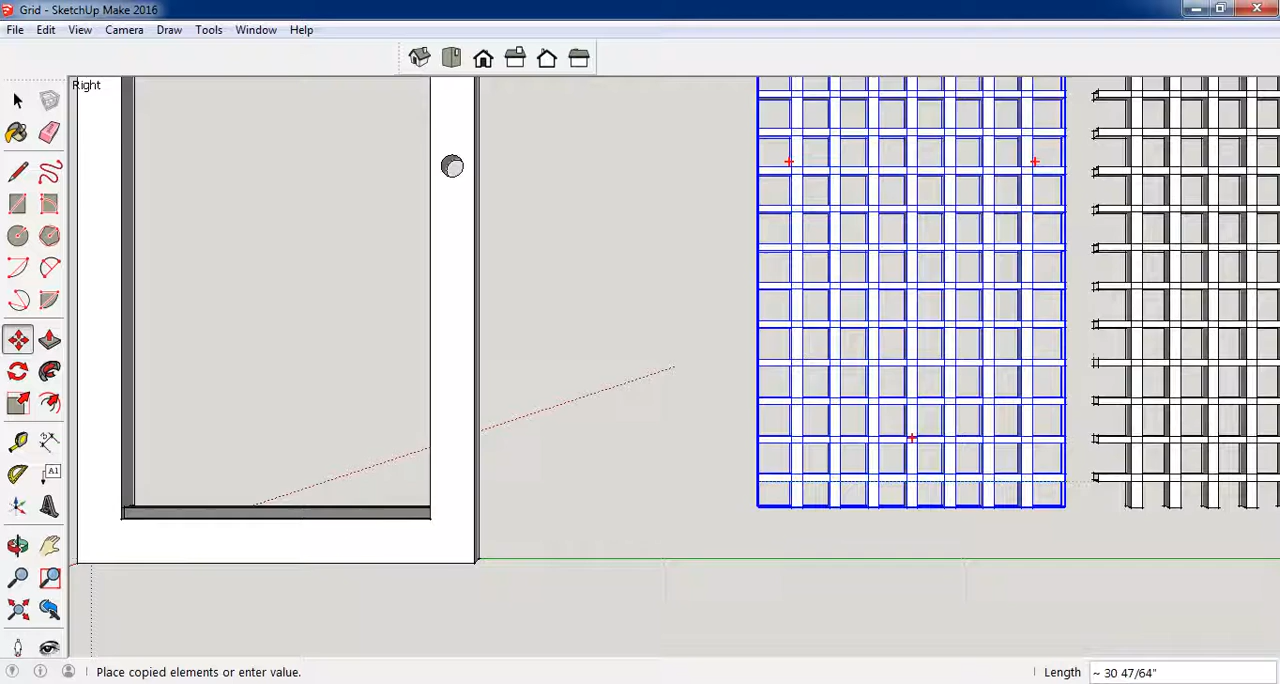 Grid - SketchUp Make 2016
File Edit View Camera Draw Tools Window Help
Right
A1
Place copied elements or enter value.
Length ~ 30 47/64"